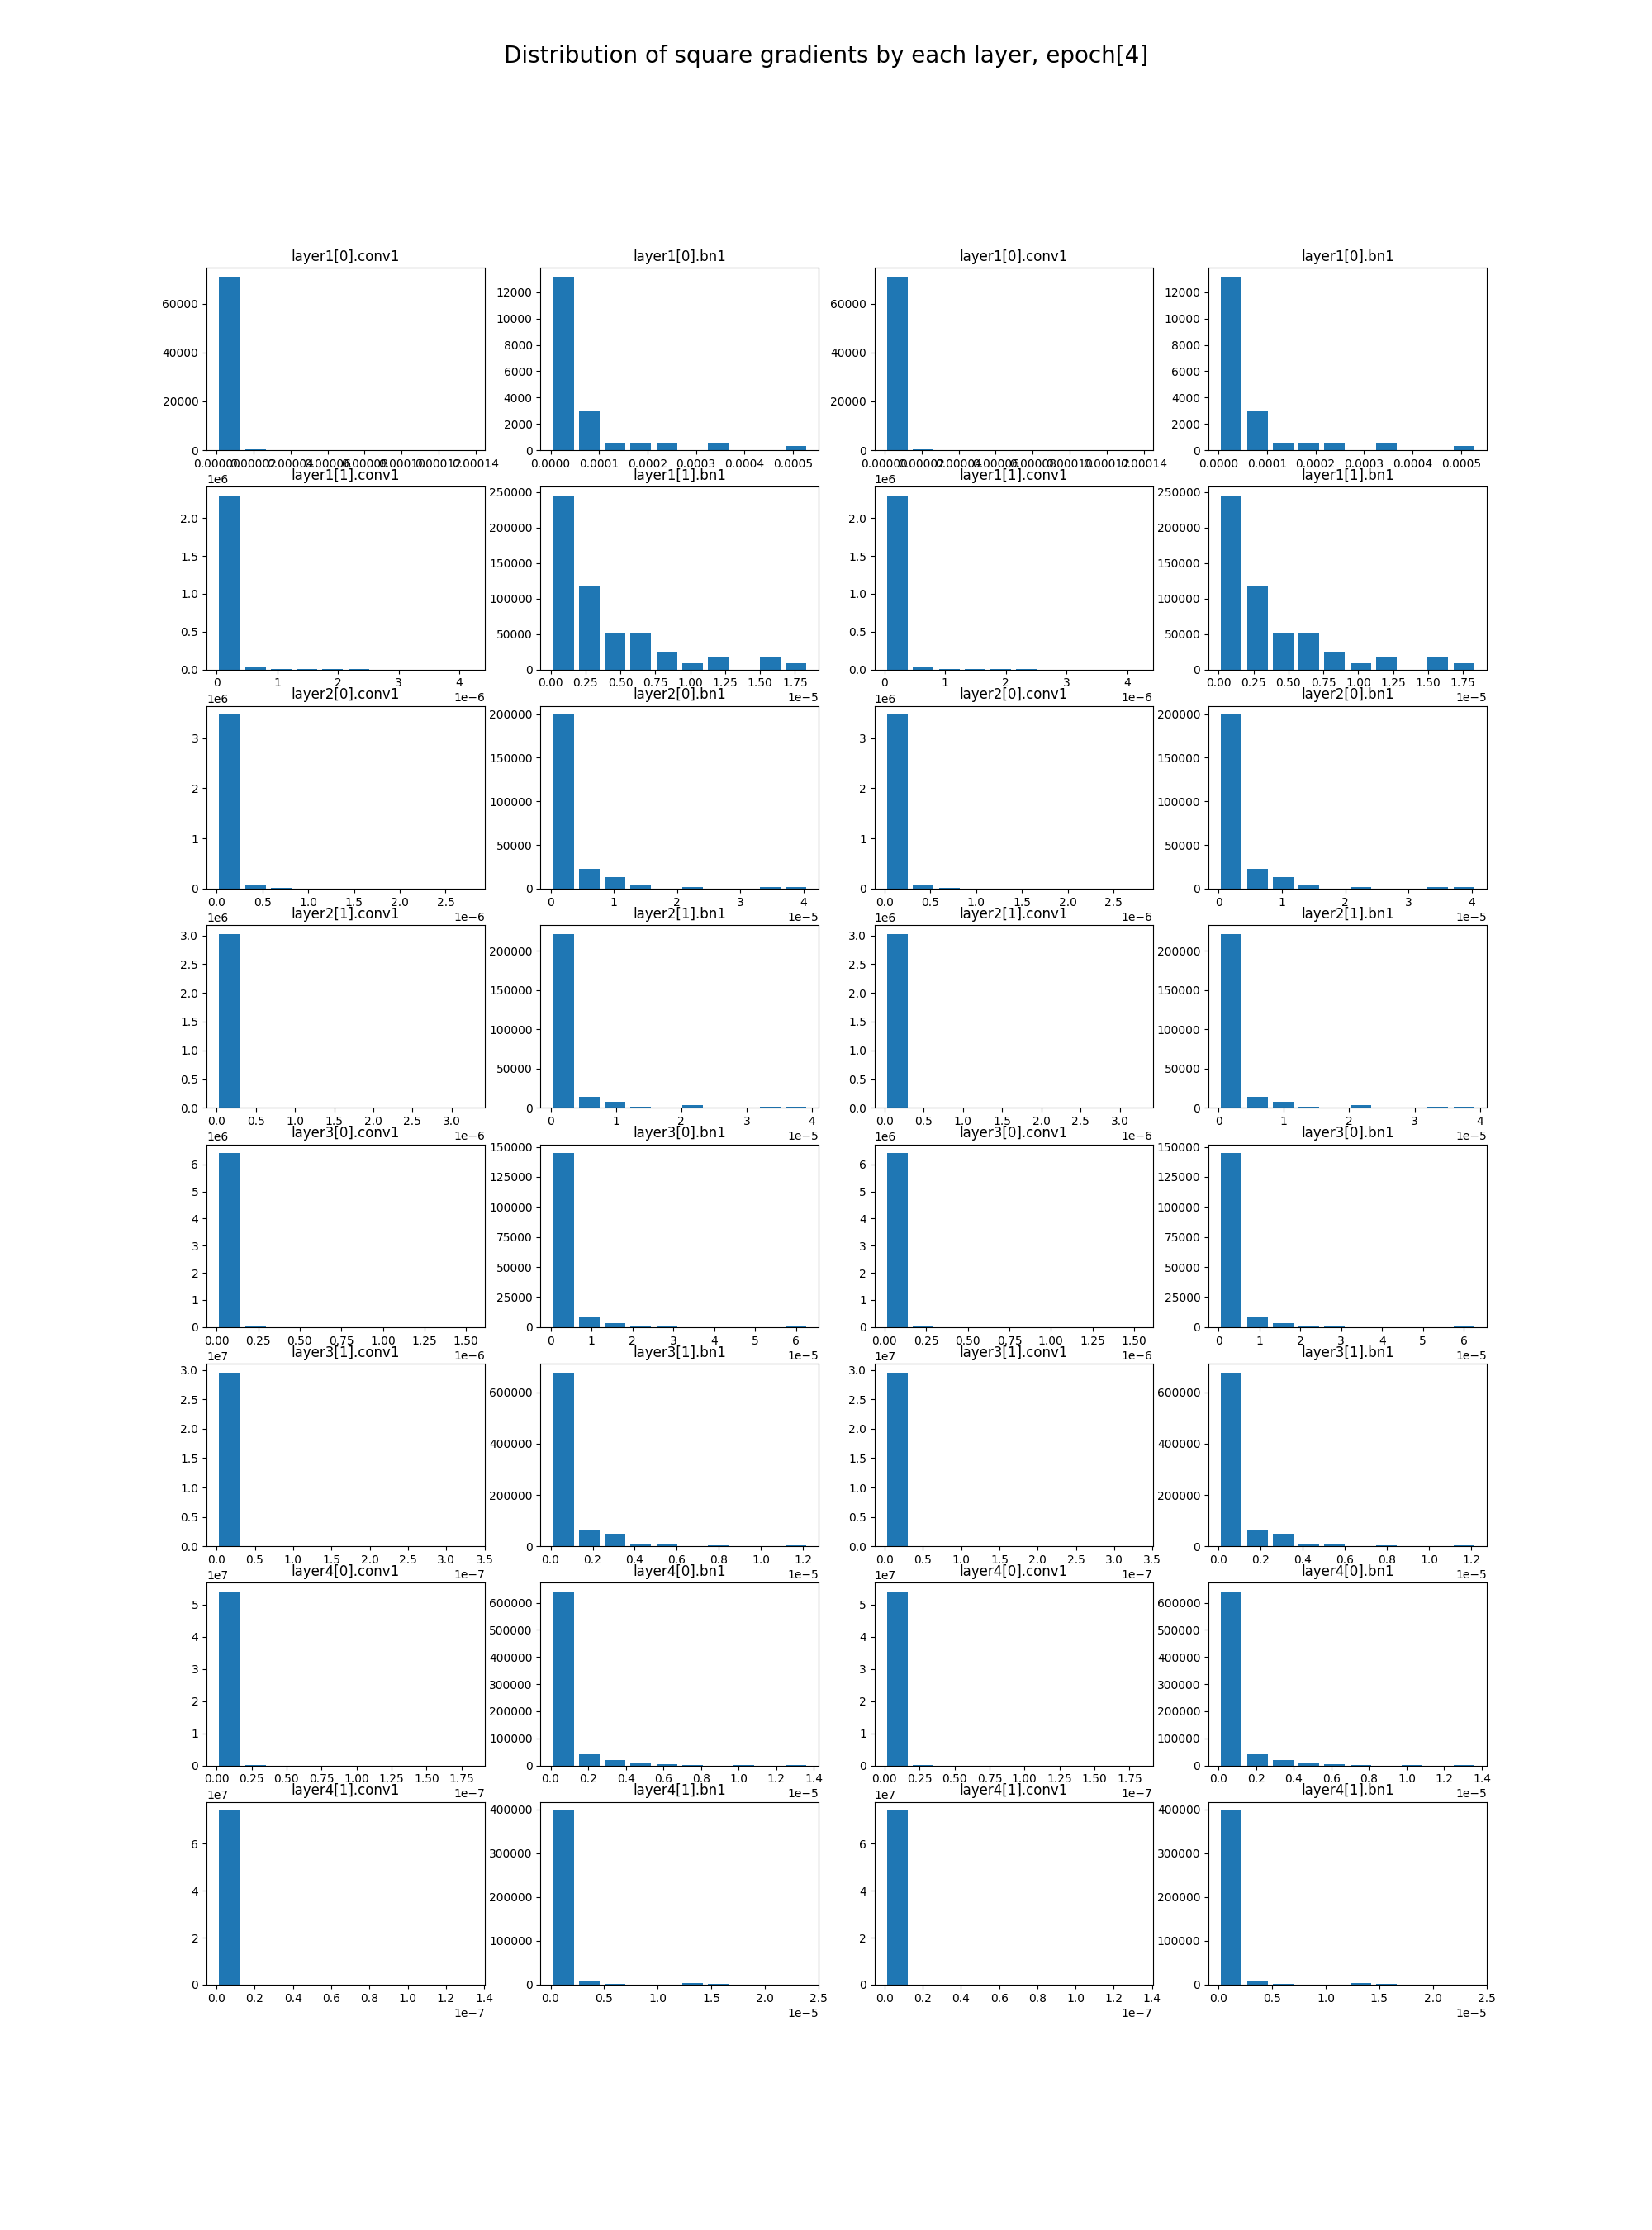 Distribution of square gradients by each layer, epoch[4]
layer1[0].conv1 layer1[0].bn1 layer1[0].conv1 layer1[0].bn1
60000 12000 60000 12000
10000 10000
40000 8000 40000 8000
6000 6000
20000 4000 20000 4000
2000 2000
0 0 0 0
0.00000 0.00002 0.00004 0.00006 0.00008 0.00010 0.00012 0.00014 0.0000 0.0001 0.0002 0.0003 0.0004 0.0005 0.00000 0.00002 0.00004 0.00006 0.00008 0.00010 0.00012 0.00014 0.0000 0.0001 0.0002 0.0003 0.0004 0.0005
1e6 layer1[1].conv1 layer1[1].bn1 1e6 layer1[1].conv1 layer1[1].bn1
250000 250000
2.0 200000 2.0 200000
1.5 150000 1.5 150000
1.0 100000 1.0 100000
0.5 50000 0.5 50000
0.0 0 0.0 0
0 1 2 3 4 0.00 0.25 0.50 0.75 1.00 1.25 1.50 1.75 0 1 2 3 4 0.00 0.25 0.50 0.75 1.00 1.25 1.50 1.75
1e6 layer2[0].conv1 1e−6 layer2[0].bn1 1e−5 1e6 layer2[0].conv1 1e−6 layer2[0].bn1 1e−5
200000 200000
3 150000 3 150000
2 100000 2 100000
1 50000 1 50000
0 0 0 0
0.0 0.5 1.0 1.5 2.0 2.5 0 1 2 3 4 0.0 0.5 1.0 1.5 2.0 2.5 0 1 2 3 4
1e6 layer2[1].conv1 1e−6 layer2[1].bn1 1e−5 1e6 layer2[1].conv1 1e−6 layer2[1].bn1 1e−5
3.0 3.0
2.5 200000 2.5 200000
2.0 150000 2.0 150000
1.5 1.5
1.0 100000 1.0 100000
0.5 50000 0.5 50000
0.0 0 0.0 0
0.0 0.5 1.0 1.5 2.0 2.5 3.0 0 1 2 3 4 0.0 0.5 1.0 1.5 2.0 2.5 3.0 0 1 2 3 4
1e6 layer3[0].conv1 1e−6 layer3[0].bn1 1e−5 1e6 layer3[0].conv1 1e−6 layer3[0].bn1 1e−5
6 150000 6 150000
5 125000 5 125000
4 100000 4 100000
3 75000 3 75000
2 50000 2 50000
1 25000 1 25000
0 0 0 0
0.00 0.25 0.50 0.75 1.00 1.25 1.50 0 1 2 3 4 5 6 0.00 0.25 0.50 0.75 1.00 1.25 1.50 0 1 2 3 4 5 6
1e7 layer3[1].conv1 1e−6 layer3[1].bn1 1e−5 1e7 layer3[1].conv1 1e−6 layer3[1].bn1 1e−5
3.0 3.0
2.5 600000 2.5 600000
2.0 2.0
1.5 400000 1.5 400000
1.0 200000 1.0 200000
0.5 0.5
0.0 0 0.0 0
0.0 0.5 1.0 1.5 2.0 2.5 3.0 3.5 0.0 0.2 0.4 0.6 0.8 1.0 1.2 0.0 0.5 1.0 1.5 2.0 2.5 3.0 3.5 0.0 0.2 0.4 0.6 0.8 1.0 1.2
1e7 layer4[0].conv1 1e−7 layer4[0].bn1 1e−5 1e7 layer4[0].conv1 1e−7 layer4[0].bn1 1e−5
5 600000 5 600000
4 500000 4 500000
3 400000 3 400000
2 300000 2 300000
200000 200000
1 100000 1 100000
0 0 0 0
0.00 0.25 0.50 0.75 1.00 1.25 1.50 1.75 0.0 0.2 0.4 0.6 0.8 1.0 1.2 1.4 0.00 0.25 0.50 0.75 1.00 1.25 1.50 1.75 0.0 0.2 0.4 0.6 0.8 1.0 1.2 1.4
1e7 layer4[1].conv1 1e−7 layer4[1].bn1 1e−5 1e7 layer4[1].conv1 1e−7 layer4[1].bn1 1e−5
400000 400000
6 300000 6 300000
4 200000 4 200000
2 100000 2 100000
0 0 0 0
0.0 0.2 0.4 0.6 0.8 1.0 1.2 1.4 0.0 0.5 1.0 1.5 2.0 2.5 0.0 0.2 0.4 0.6 0.8 1.0 1.2 1.4 0.0 0.5 1.0 1.5 2.0 2.5
1e−7 1e−5 1e−7 1e−5